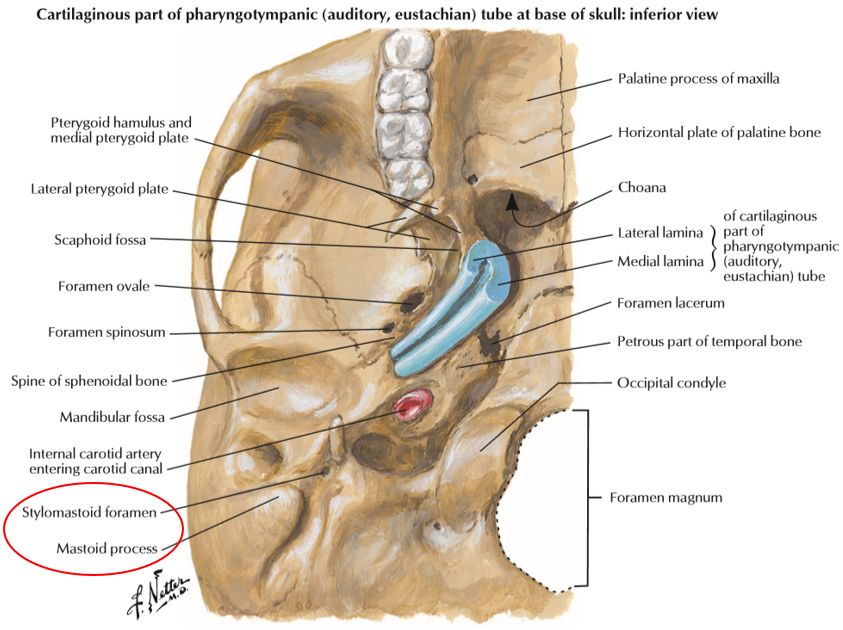 Cartilaginous part of pharyngotympanic (auditory, eustachian) tube at base of skull: inferior view
Pterygoid hamulus and
medial pterygoid plate
Lateral pterygoid plate
Scaphoid fossa
Foramen ovale
Foramen spinosum
Spine of sphenoidal bone
Mandibular fossa
Internal carotid artery
entering carotid canal
Stylomastoid foramen
Mastoid process
Palatine process of maxilla
Horizontal plate of palatine bone
Choana
Lateral lamina
Medial lamina
of cartilaginous
part of
pharyngotympanic
(auditory,
eustachian) tube
Foramen lacerum
Petrous part of temporal bone
Occipital condyle
Foramen magnum
F. Netter
M.D.